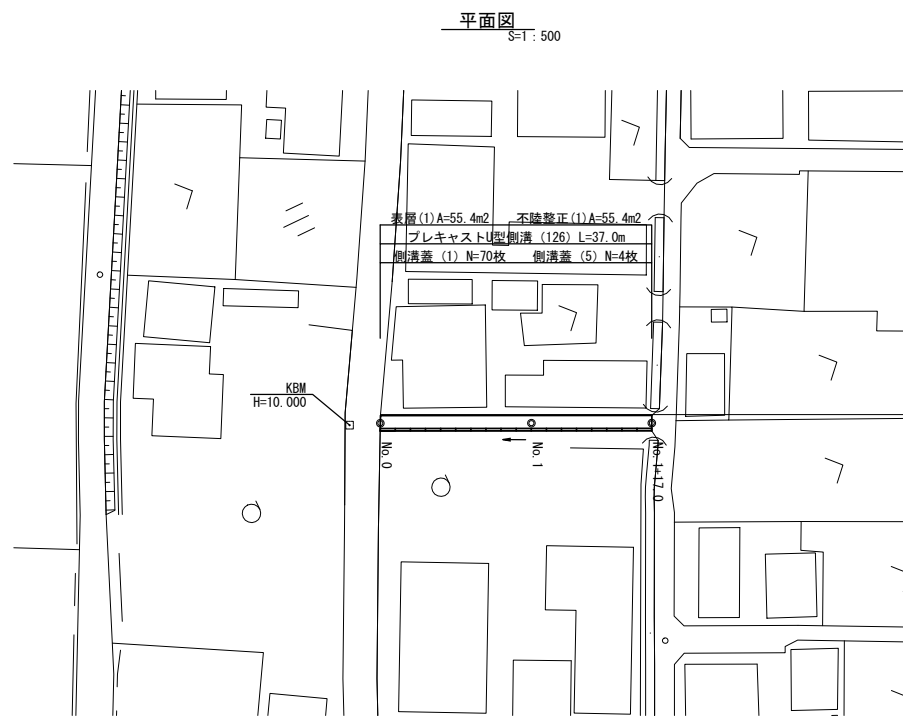 平面図
S=1：500
表層(1)A=55.4m2　不陸整正(1)A=55.4m2
プレキャストU型側溝（126）L=37.0m
側溝蓋（1）N=70枚　側溝蓋（5）N=4枚
KBM
H=10.000
No.0
No.1
No.1+17.0